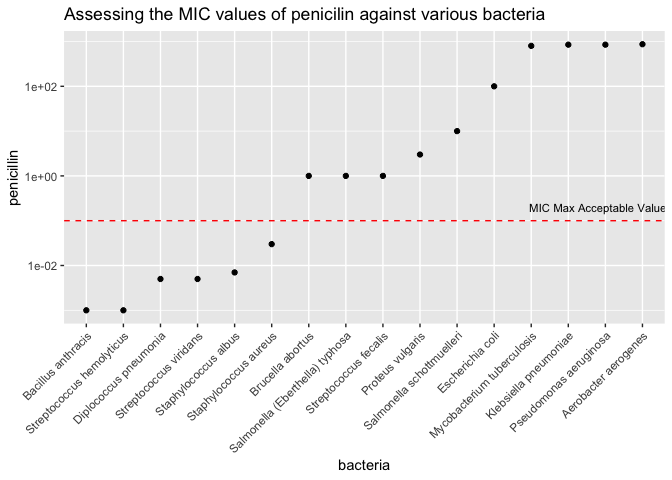 Assessing the MIC values of penicilin against various bacteria
penicillin
1e+02
1e+00
1e-02
MIC Max Acceptable Value
Bacillus anthracis
Streptococcus hemolyticus
Diplococcus pneumonia
Streptococcus viridans
Staphylococcus albus
Staphylococcus aureus
Brucella abortus
Salmonella (Eberthella) typhosa
Streptococcus fecalis
Proteus vulgaris
Salmonella schottmuelleri
Escherichia coli
Mycobacterium tuberculosis
Klebsiella pneumoniae
Pseudomonas aeruginosa
Aerobacter aerogenes
bacteria